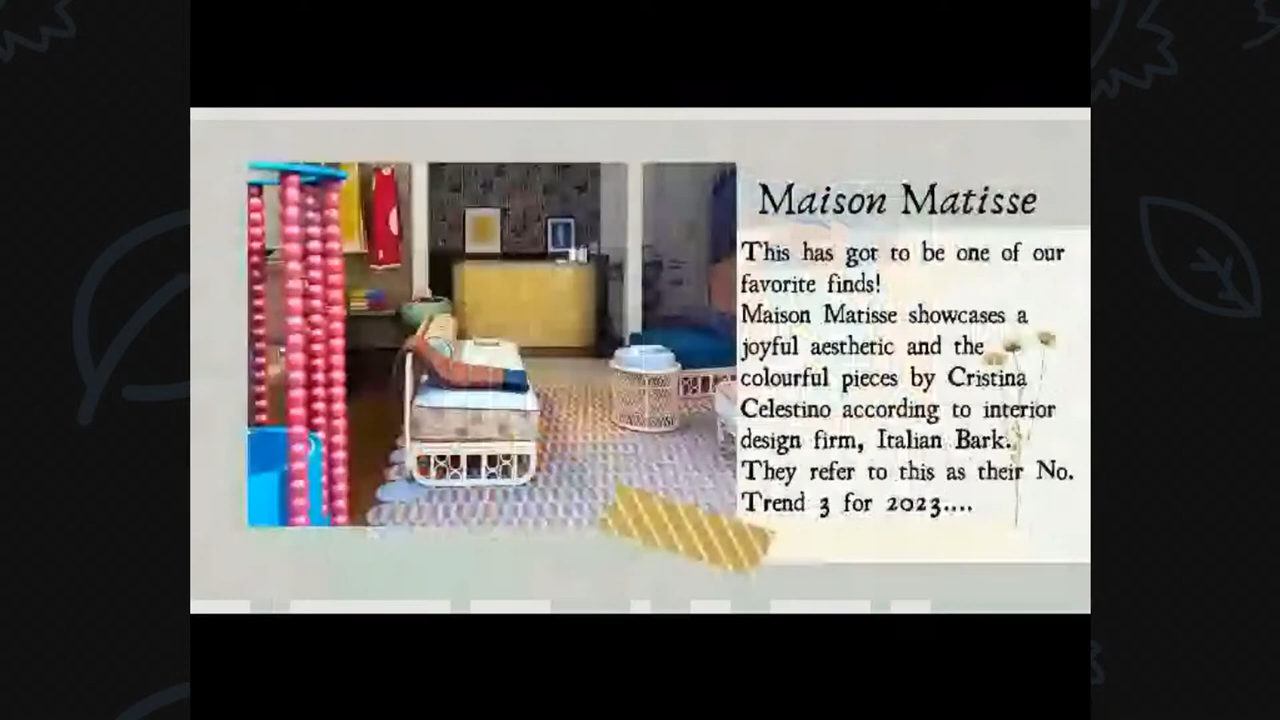 Maison Matisse
This has got to be one of our
favorite finds!
Maison Matisse showcases a
joyful aesthetic and the
colourful pieces by Cristina
Celestino according to interior
design firm, Italian Bark.
They refer to this as their No.
Trend 3 for 2023....